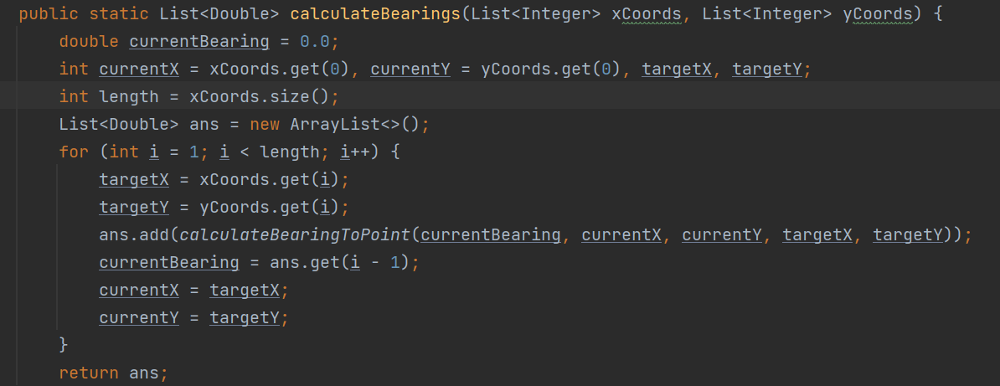 public static List<Double> calculateBearings(List<Integer> xCoords, List<Integer> yCoords) {
    double currentBearing = 0.0;
    int currentX = xCoords.get(0), currentY = yCoords.get(0), targetX, targetY;
    int length = xCoords.size();
    List<Double> ans = new ArrayList<>();
    for (int i = 1; i < length; i++) {
        targetX = xCoords.get(i);
        targetY = yCoords.get(i);
        ans.add(calculateBearingToPoint(currentBearing, currentX, currentY, targetX, targetY));
        currentBearing = ans.get(i - 1);
        currentX = targetX;
        currentY = targetY;
    }
    return ans;